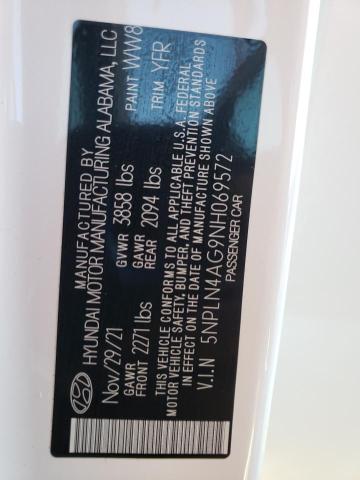 MANUFACTURED BY
HYUNDAI MOTOR MANUFACTURING ALABAMA, LLC
Nov/29/21 GVWR 3858 lbs PAINT WW8
GAWR FRONT 2271 lbs GAWR REAR 2094 lbs TRIM YFR
THIS VEHICLE CONFORMS TO ALL APPLICABLE U.S.A. FEDERAL
MOTOR VEHICLE SAFETY, BUMPER, AND THEFT PREVENTION STANDARDS
IN EFFECT ON THE DATE OF MANUFACTURE SHOWN ABOVE
V.I.N 5NPLN4AG9NH069572
PASSENGER CAR